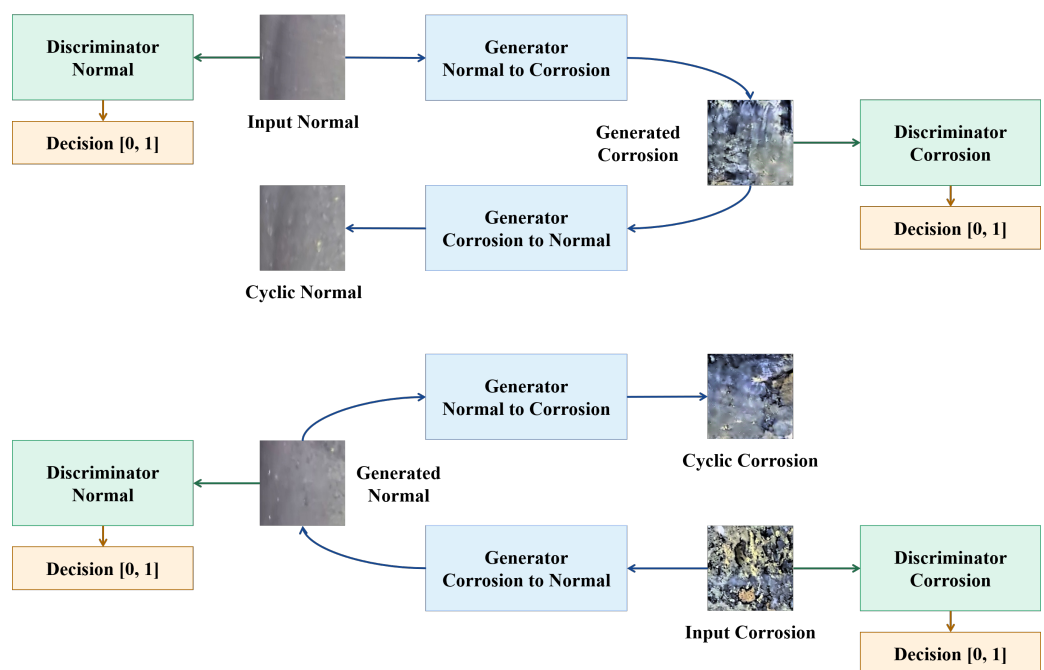 Discriminator
Normal
Decision [0, 1]
Input Normal
Generator
Normal to Corrosion
Generated
Corrosion
Discriminator
Corrosion
Decision [0, 1]
Generator
Corrosion to Normal
Cyclic Normal
Generator
Normal to Corrosion
Cyclic Corrosion
Discriminator
Normal
Decision [0, 1]
Generated
Normal
Generator
Corrosion to Normal
Input Corrosion
Discriminator
Corrosion
Decision [0, 1]